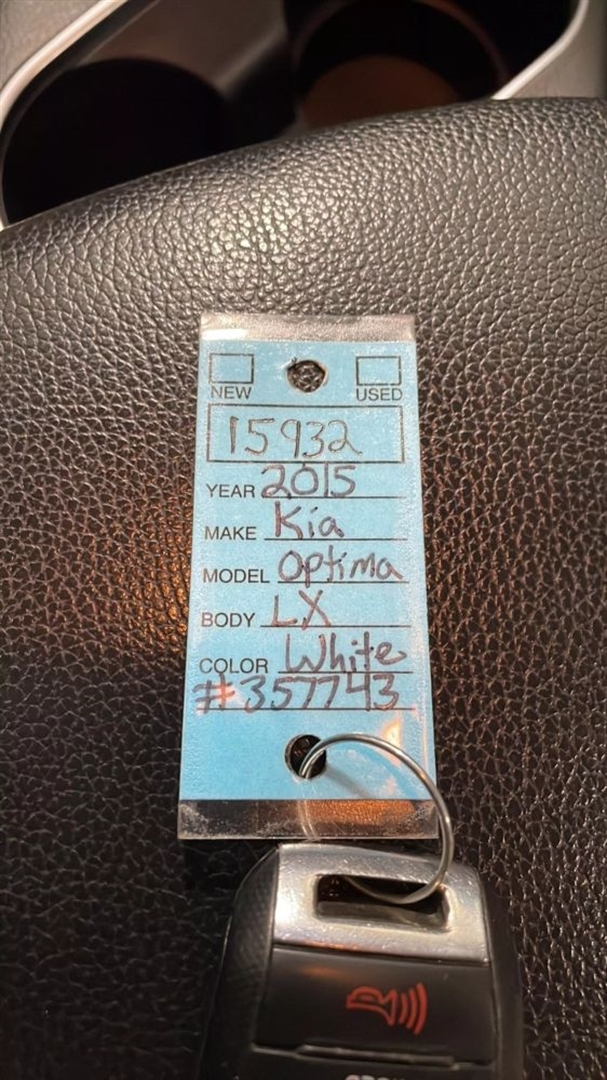 NEW USED
15932
YEAR 2015
MAKE Kia
MODEL Optima
BODY LX
COLOR White
#357743